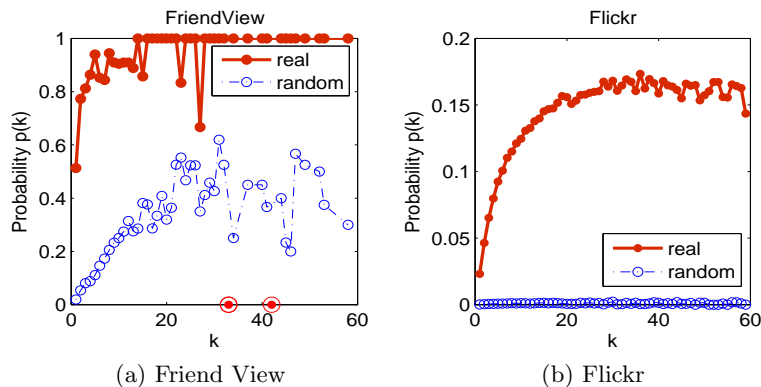 FriendView
Probability p(k)
1
0.8
0.6
0.4
0.2
0
real
random
0 20 40 60
k
(a) Friend View
Flickr
Probability p(k)
0.2
0.15
0.1
0.05
0
real
random
0 20 40 60
k
(b) Flickr